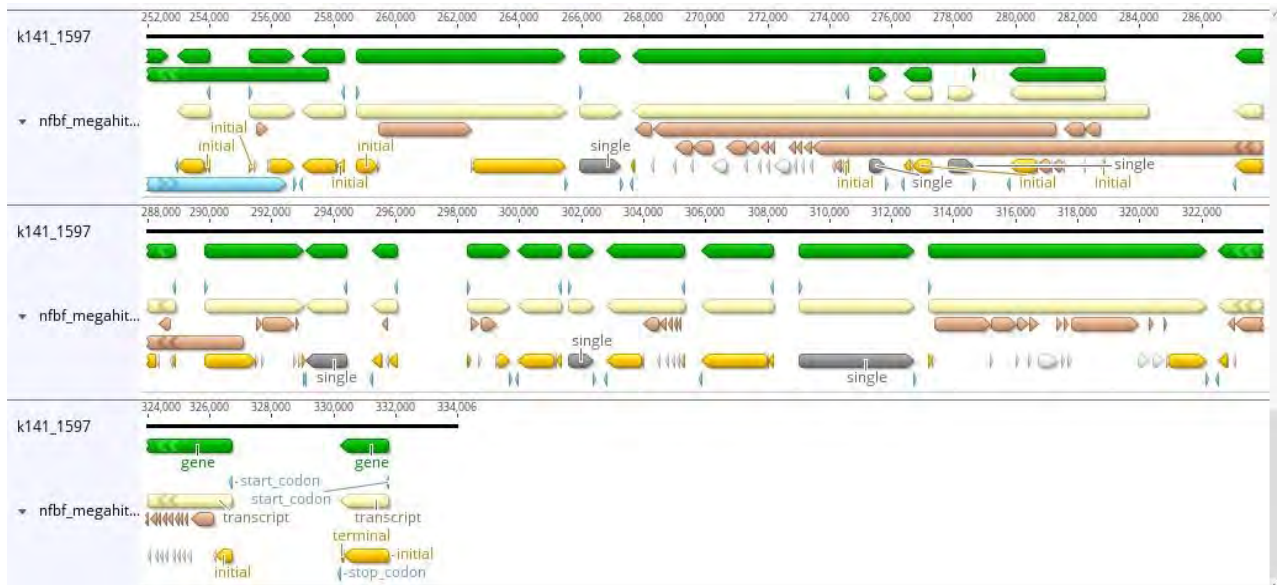 252,000 254,000 256,000 258,000 260,000 262,000 264,000 266,000 268,000 270,000 272,000 274,000 276,000 278,000 280,000 282,000 284,000 286,000
k141_1597
nfbf_megahit...
initial
initial initial single
initial single initial single initial initial
288,000 290,000 292,000 294,000 296,000 298,000 300,000 302,000 304,000 306,000 308,000 310,000 312,000 314,000 316,000 318,000 320,000 322,000
k141_1597
nfbf_megahit...
single
single single
324,000 326,000 328,000 330,000 332,000 334,006
k141_1597
gene gene
start_codon
start_codon
nfbf_megahit...
transcript transcript
terminal
initial
initial stop_codon